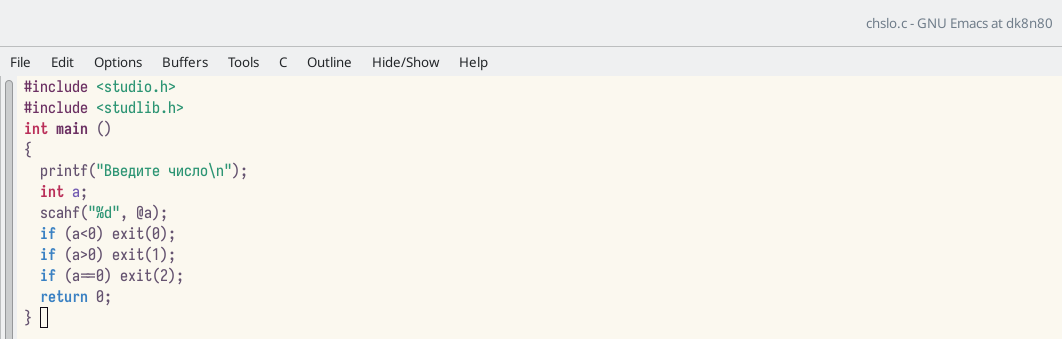 chslo.c - GNU Emacs at dk8n80
File Edit Options Buffers Tools C Outline Hide/Show Help
#include <studio.h>
#include <studlib.h>
int main ()
{
printf("Введите число\n");
int a;
scahf("%d", @a);
if (a<0) exit(0);
if (a>0) exit(1);
if (a==0) exit(2);
return 0;
}